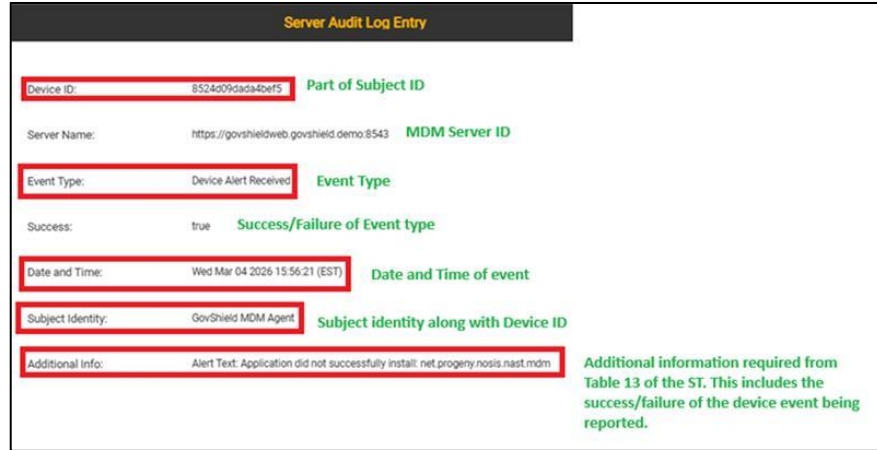 Server Audit Log Entry
Device ID: 8524d09dada4bef5 Part of Subject ID
Server Name: https://govshieldweb.govshield.demo:8543 MDM Server ID
Event Type: Device Alert Received Event Type
Success: true Success/Failure of Event type
Date and Time: Wed Mar 04 2026 15:56:21 (EST) Date and Time of event
Subject Identity: GovShield MDM Agent Subject identity along with Device ID
Additional Info: Alert Text: Application did not successfully install: net.progeny.nosis.nast.mdm Additional information required from
Table 13 of the ST. This includes the
success/failure of the device event being
reported.